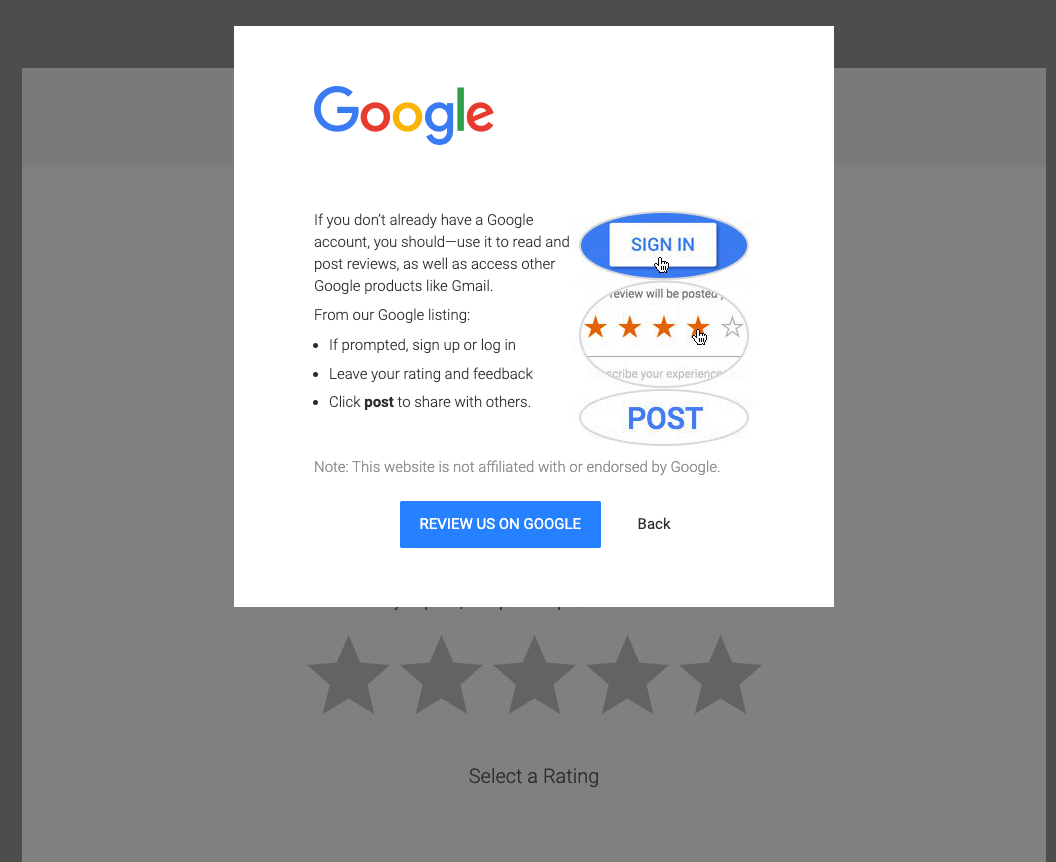 Google
If you don't already have a Google
account, you should—use it to read and
post reviews, as well as access other
Google products like Gmail.
From our Google listing:
• If prompted, sign up or log in
• Leave your rating and feedback
• Click post to share with others.
SIGN IN
review will be posted
scribe your experience
POST
Note: This website is not affiliated with or endorsed by Google.
REVIEW US ON GOOGLE
Back
Select a Rating